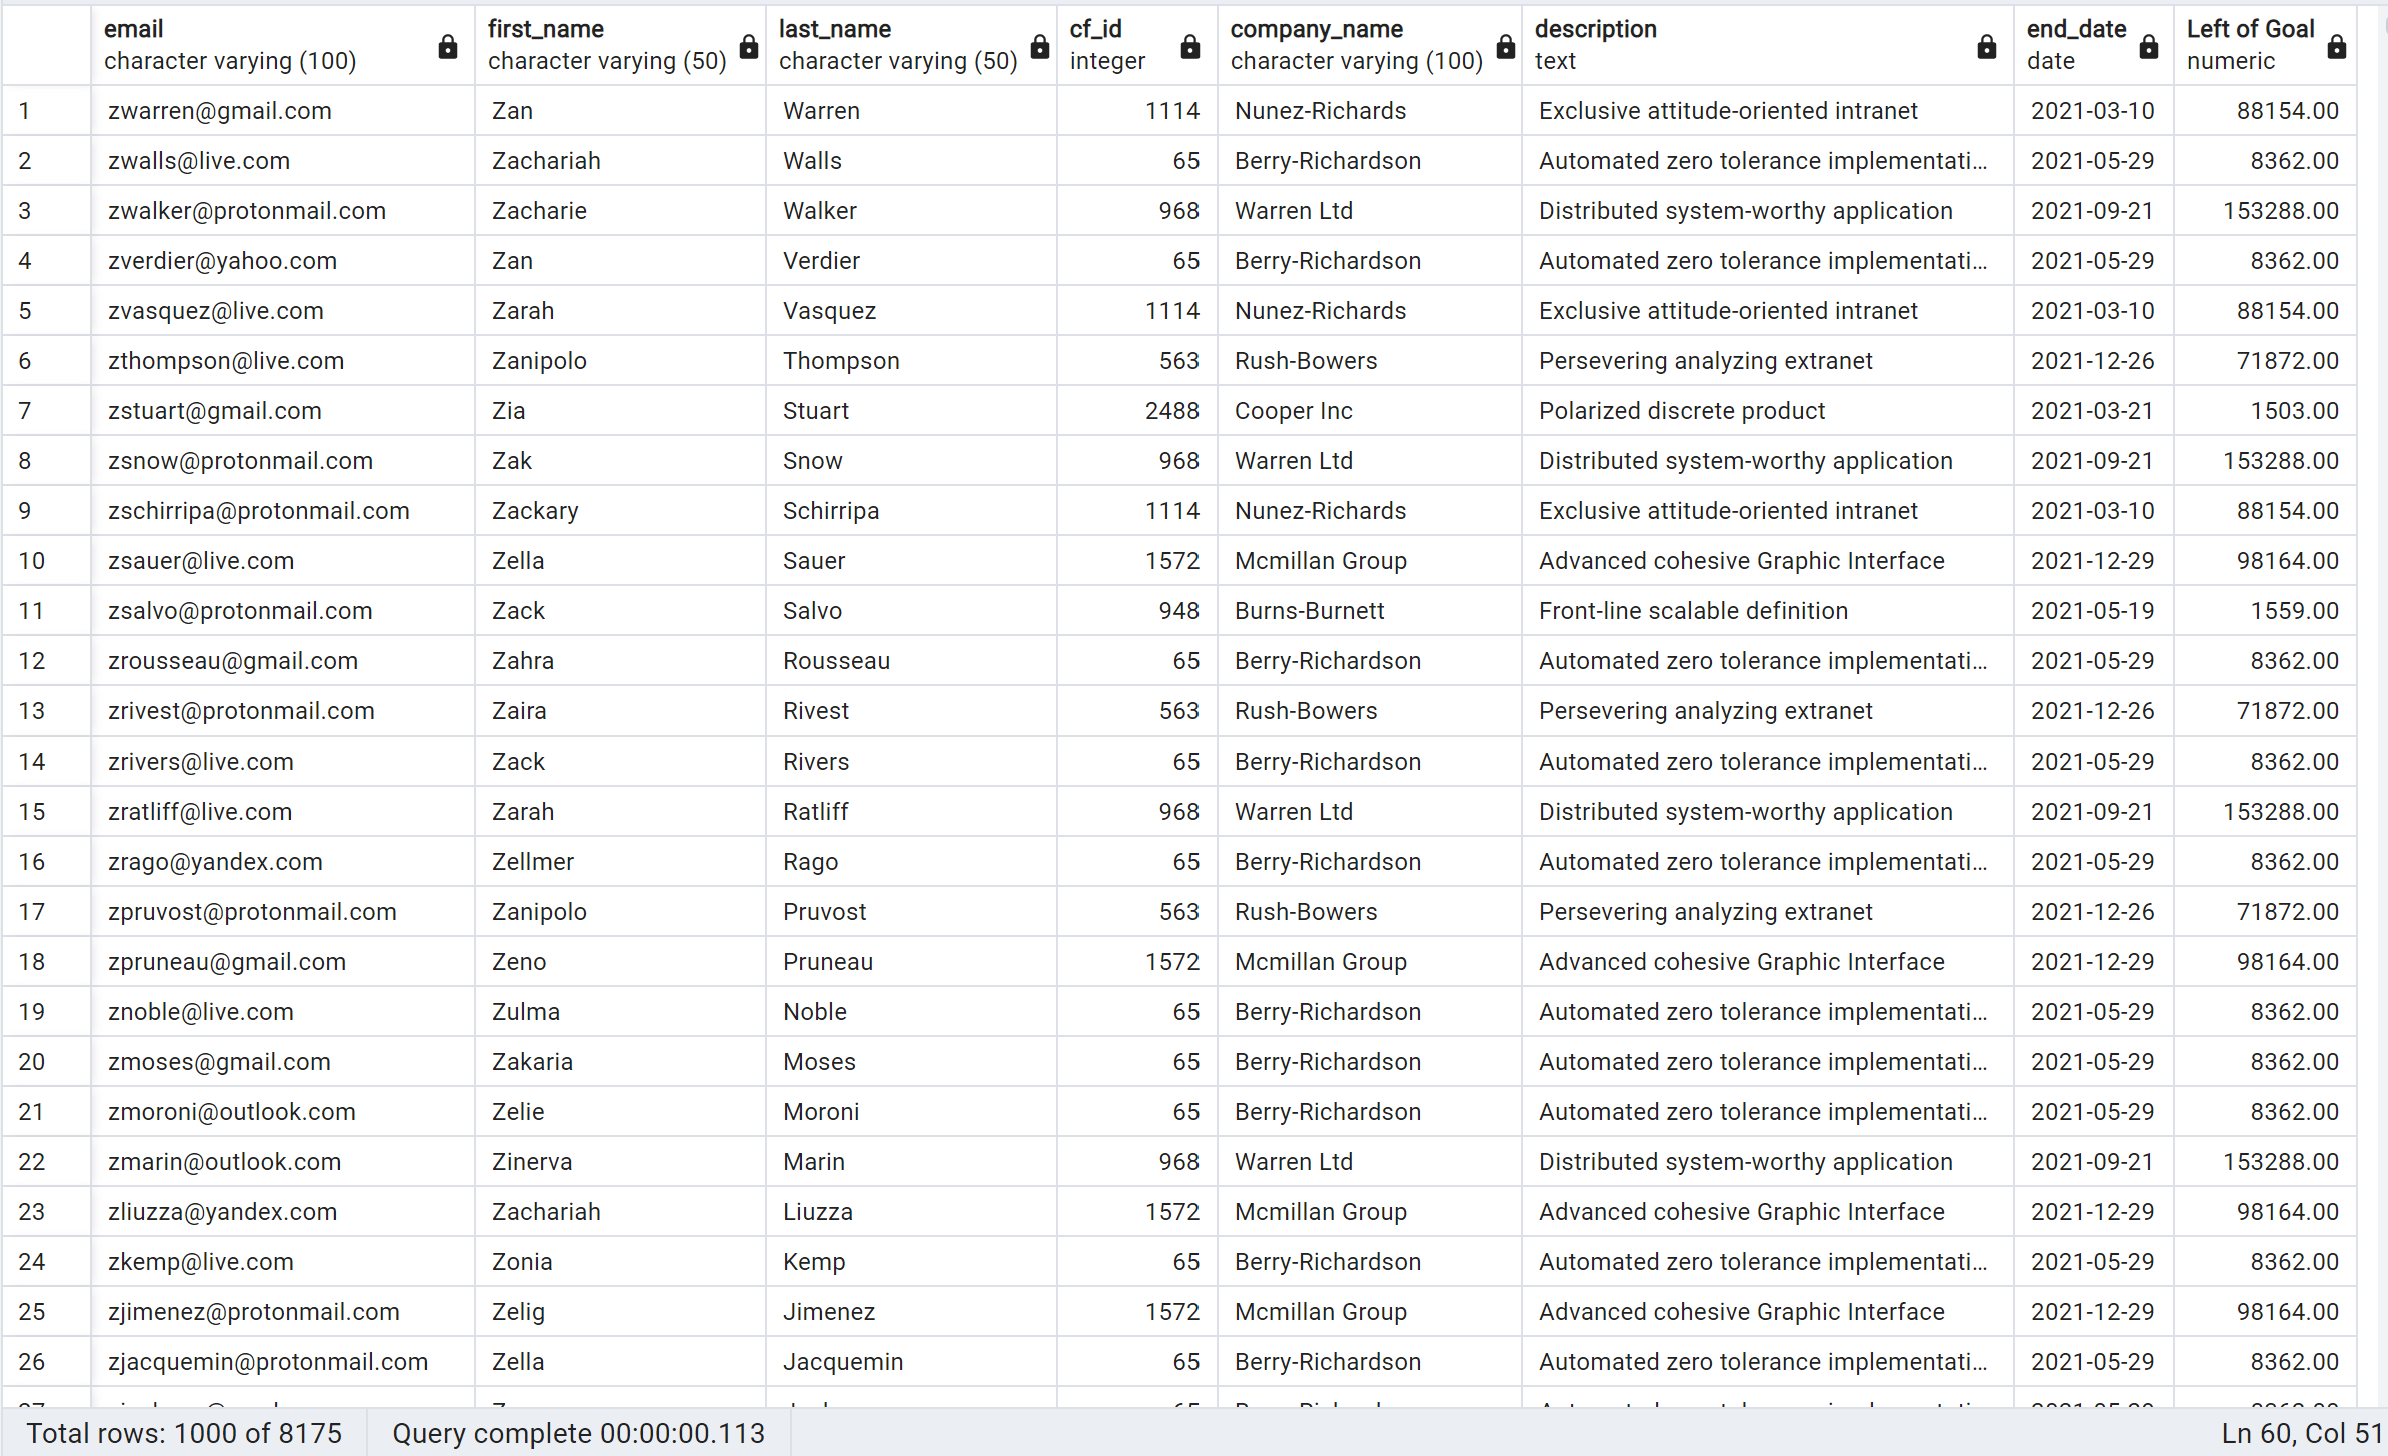 email first_name last_name cf_id company_name description end_date Left of Goal
character varying (100) character varying (50) character varying (50) integer character varying (100) text date numeric
1 zwarren@gmail.com Zan Warren 1114 Nunez-Richards Exclusive attitude-oriented intranet 2021-03-10 88154.00
2 zwalls@live.com Zachariah Walls 65 Berry-Richardson Automated zero tolerance implementati… 2021-05-29 8362.00
3 zwalker@protonmail.com Zacharie Walker 968 Warren Ltd Distributed system-worthy application 2021-09-21 153288.00
4 zverdier@yahoo.com Zan Verdier 65 Berry-Richardson Automated zero tolerance implementati… 2021-05-29 8362.00
5 zvasquez@live.com Zarah Vasquez 1114 Nunez-Richards Exclusive attitude-oriented intranet 2021-03-10 88154.00
6 zthompson@live.com Zanipolo Thompson 563 Rush-Bowers Persevering analyzing extranet 2021-12-26 71872.00
7 zstuart@gmail.com Zia Stuart 2488 Cooper Inc Polarized discrete product 2021-03-21 1503.00
8 zsnow@protonmail.com Zak Snow 968 Warren Ltd Distributed system-worthy application 2021-09-21 153288.00
9 zschirripa@protonmail.com Zackary Schirripa 1114 Nunez-Richards Exclusive attitude-oriented intranet 2021-03-10 88154.00
10 zsauer@live.com Zella Sauer 1572 Mcmillan Group Advanced cohesive Graphic Interface 2021-12-29 98164.00
11 zsalvo@protonmail.com Zack Salvo 948 Burns-Burnett Front-line scalable definition 2021-05-19 1559.00
12 zrousseau@gmail.com Zahra Rousseau 65 Berry-Richardson Automated zero tolerance implementati… 2021-05-29 8362.00
13 zrivest@protonmail.com Zaira Rivest 563 Rush-Bowers Persevering analyzing extranet 2021-12-26 71872.00
14 zrivers@live.com Zack Rivers 65 Berry-Richardson Automated zero tolerance implementati… 2021-05-29 8362.00
15 zratliff@live.com Zarah Ratliff 968 Warren Ltd Distributed system-worthy application 2021-09-21 153288.00
16 zrago@yandex.com Zellmer Rago 65 Berry-Richardson Automated zero tolerance implementati… 2021-05-29 8362.00
17 zpruvost@protonmail.com Zanipolo Pruvost 563 Rush-Bowers Persevering analyzing extranet 2021-12-26 71872.00
18 zpruneau@gmail.com Zeno Pruneau 1572 Mcmillan Group Advanced cohesive Graphic Interface 2021-12-29 98164.00
19 znoble@live.com Zulma Noble 65 Berry-Richardson Automated zero tolerance implementati… 2021-05-29 8362.00
20 zmoses@gmail.com Zakaria Moses 65 Berry-Richardson Automated zero tolerance implementati… 2021-05-29 8362.00
21 zmoroni@outlook.com Zelie Moroni 65 Berry-Richardson Automated zero tolerance implementati… 2021-05-29 8362.00
22 zmarin@outlook.com Zinerva Marin 968 Warren Ltd Distributed system-worthy application 2021-09-21 153288.00
23 zliuzza@yandex.com Zachariah Liuzza 1572 Mcmillan Group Advanced cohesive Graphic Interface 2021-12-29 98164.00
24 zkemp@live.com Zonia Kemp 65 Berry-Richardson Automated zero tolerance implementati… 2021-05-29 8362.00
25 zjimenez@protonmail.com Zelig Jimenez 1572 Mcmillan Group Advanced cohesive Graphic Interface 2021-12-29 98164.00
26 zjacquemin@protonmail.com Zella Jacquemin 65 Berry-Richardson Automated zero tolerance implementati… 2021-05-29 8362.00
Total rows: 1000 of 8175 Query complete 00:00:00.113 Ln 60, Col 51